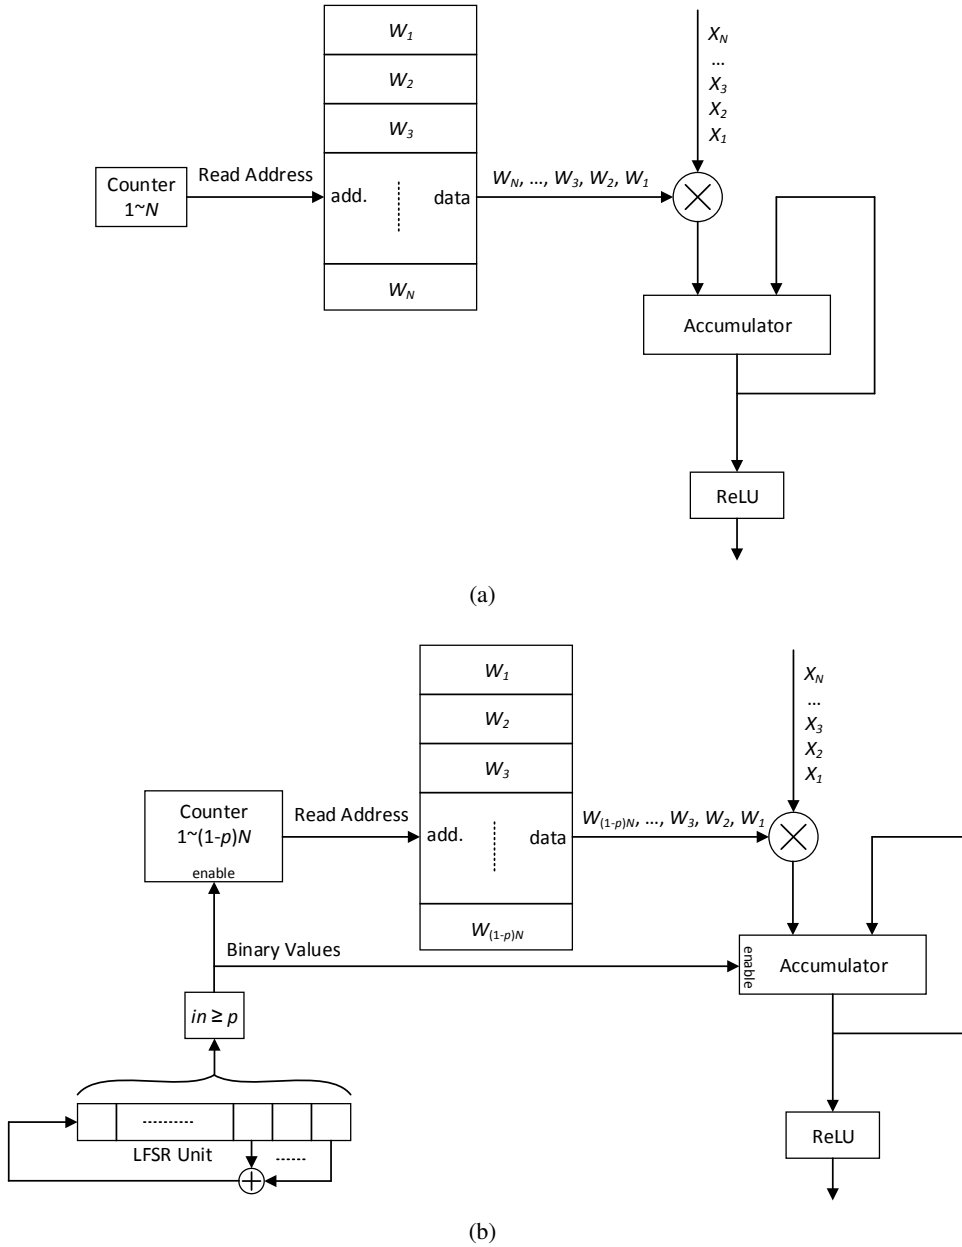 W1
W2
W3
XN
...
X3
X2
X1
Counter
1~N
Read Address
add.
data
WN, ..., W3, W2, W1
WN
Accumulator
ReLU
(a)
W1
W2
W3
XN
...
X3
X2
X1
Counter
1~(1-p)N
enable
Read Address
add.
data
W(1-p)N, ..., W3, W2, W1
W(1-p)N
Binary Values
enable
Accumulator
in ≥ p
LFSR Unit
ReLU
(b)